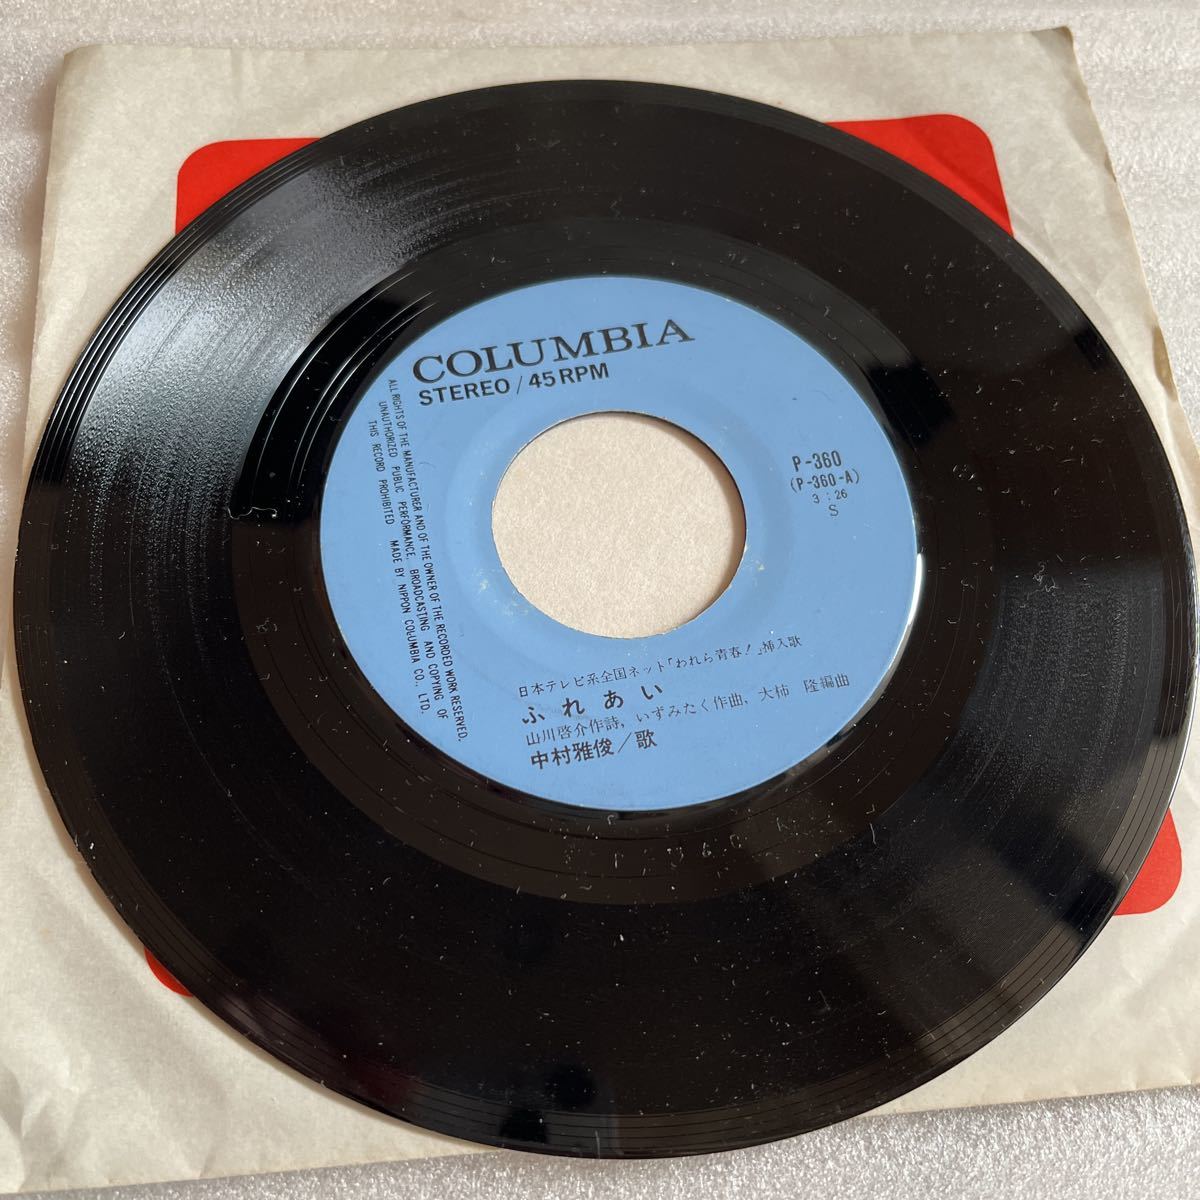 COLUMBIA
STEREO / 45 RPM
P-360
(P-360-A)
3:26
S
ALL RIGHTS OF THE MANUFACTURER AND OF THE OWNER OF THE RECORDED WORK RESERVED.
UNAUTHORIZED PUBLIC PERFORMANCE, BROADCASTING AND COPYING OF
THIS RECORD PROHIBITED MADE BY NIPPON COLUMBIA CO., LTD.
日本テレビ系全国ネット「われら青春!」挿入歌
ふれあい
山川啓介作詩, いずみたく作曲, 大柿 隆編曲
中村雅俊/歌